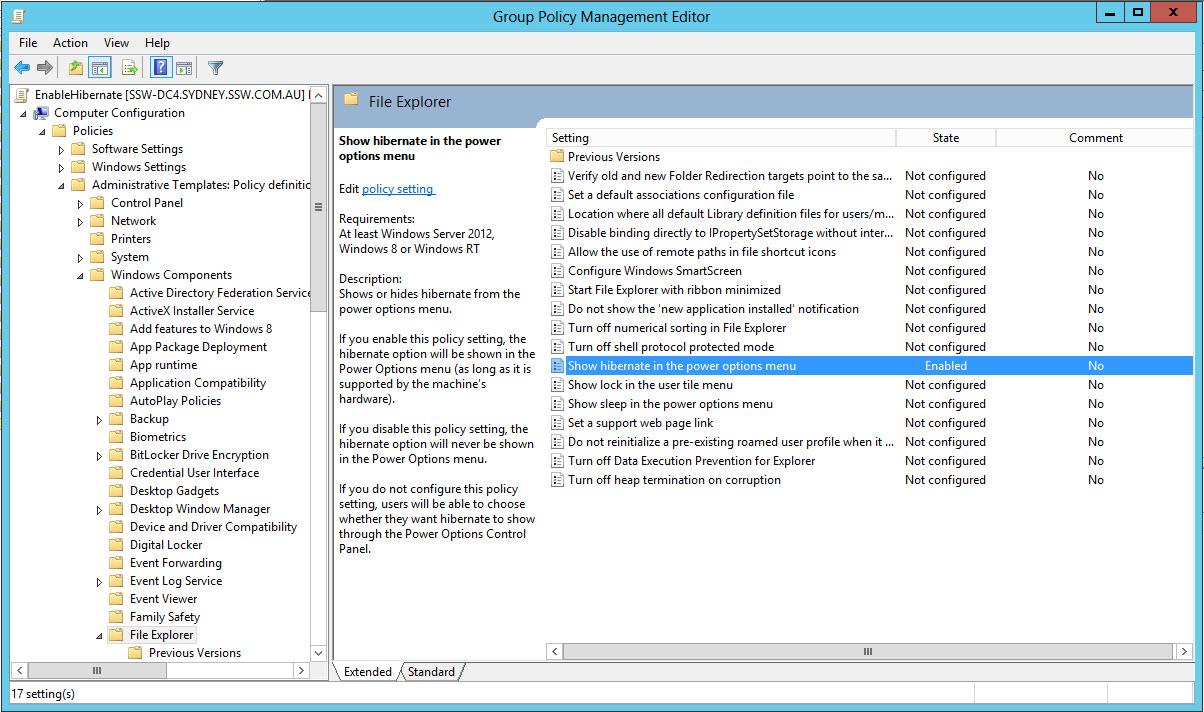 Group Policy Management Editor
File Action View Help
EnableHibernate [SSW-DC4.SYDNEY.SSW.COM.AU]
Computer Configuration
Policies
Software Settings
Windows Settings
Administrative Templates: Policy definitic
Control Panel
Network
Printers
System
Windows Components
Active Directory Federation Service
ActiveX Installer Service
Add features to Windows 8
App Package Deployment
App runtime
Application Compatibility
AutoPlay Policies
Backup
Biometrics
BitLocker Drive Encryption
Credential User Interface
Desktop Gadgets
Desktop Window Manager
Device and Driver Compatibility
Digital Locker
Event Forwarding
Event Log Service
Event Viewer
Family Safety
File Explorer
Previous Versions
File Explorer
Show hibernate in the power
options menu
Edit policy setting
Requirements:
At least Windows Server 2012,
Windows 8 or Windows RT
Description:
Shows or hides hibernate from the
power options menu.
If you enable this policy setting, the
hibernate option will be shown in the
Power Options menu (as long as it is
supported by the machine's
hardware).
If you disable this policy setting, the
hibernate option will never be shown
in the Power Options menu.
If you do not configure this policy
setting, users will be able to choose
whether they want hibernate to show
through the Power Options Control
Panel.
Setting State Comment
Previous Versions
Verify old and new Folder Redirection targets point to the sa... Not configured No
Set a default associations configuration file Not configured No
Location where all default Library definition files for users/m... Not configured No
Disable binding directly to IPropertySetStorage without inter... Not configured No
Allow the use of remote paths in file shortcut icons Not configured No
Configure Windows SmartScreen Not configured No
Start File Explorer with ribbon minimized Not configured No
Do not show the 'new application installed' notification Not configured No
Turn off numerical sorting in File Explorer Not configured No
Turn off shell protocol protected mode Not configured No
Show hibernate in the power options menu Enabled No
Show lock in the user tile menu Not configured No
Show sleep in the power options menu Not configured No
Set a support web page link Not configured No
Do not reinitialize a pre-existing roamed user profile when it ... Not configured No
Turn off Data Execution Prevention for Explorer Not configured No
Turn off heap termination on corruption Not configured No
Extended Standard
17 setting(s)